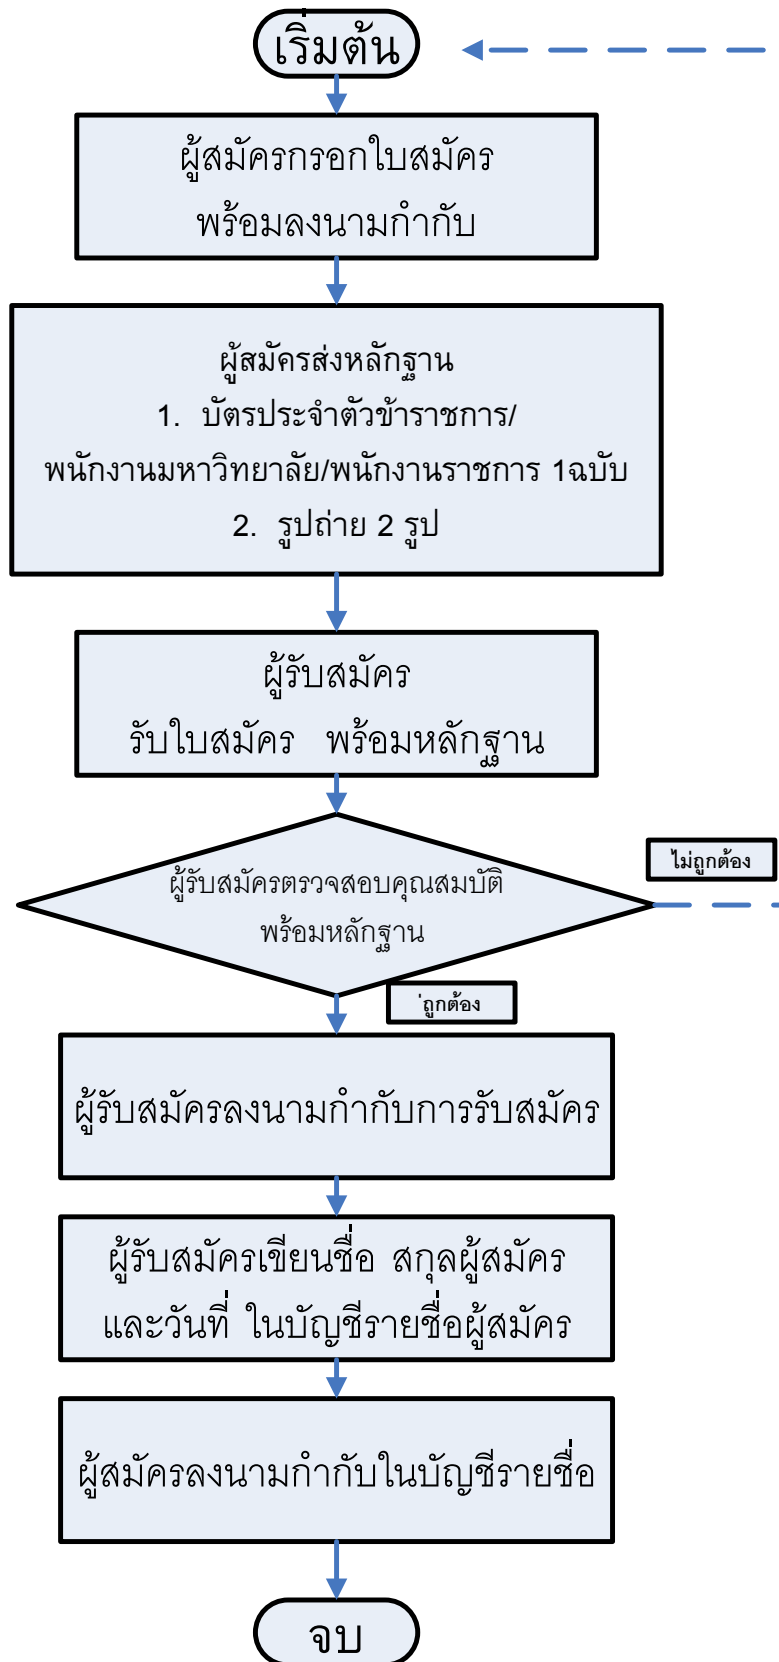 เริ่มต้น
ผู้สมัครกรอกใบสมัคร
พร้อมลงนามกำกับ
ผู้สมัครส่งหลักฐาน
1. บัตรประจำตัวข้าราชการ/
พนักงานมหาวิทยาลัย/พนักงานราชการ 1ฉบับ
2. รูปถ่าย 2 รูป
ผู้รับสมัคร
รับใบสมัคร พร้อมหลักฐาน
ผู้รับสมัครตรวจสอบคุณสมบัติ
พร้อมหลักฐาน
ไม่ถูกต้อง
่ถูกต้อง
ผู้รับสมัครลงนามกำกับการรับสมัคร
ผู้รับสมัครเขียนชื่อ สกุลผู้สมัคร
และวันที่ ในบัญชีรายชื่อผู้สมัคร
ผู้สมัครลงนามกำกับในบัญชีรายชื่อ
จบ